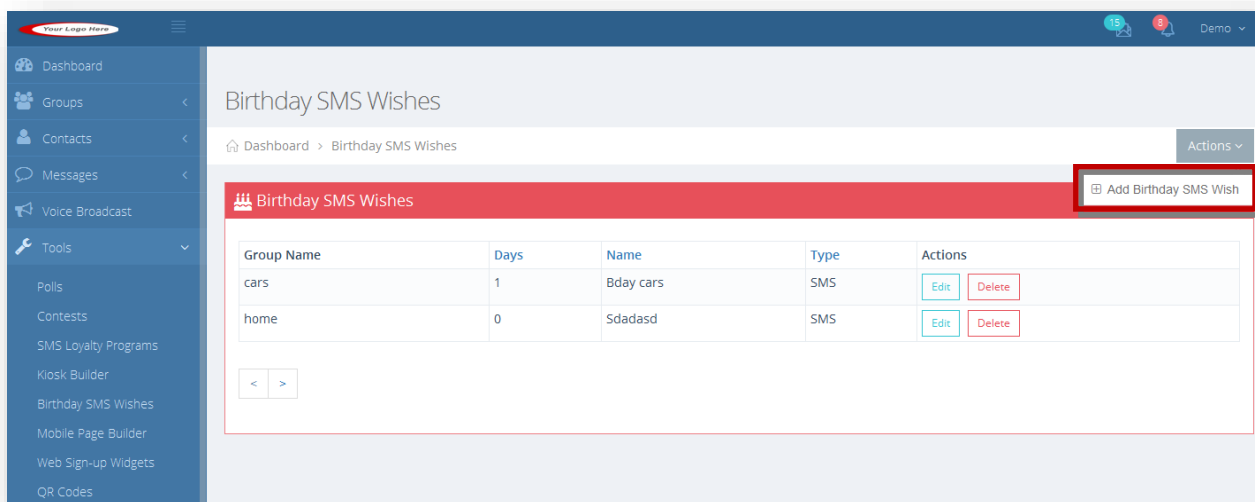 Your Logo Here
15
8
Demo
Dashboard
Groups
Contacts
Messages
Voice Broadcast
Tools
Polls
Contests
SMS Loyalty Programs
Kiosk Builder
Birthday SMS Wishes
Mobile Page Builder
Web Sign-up Widgets
QR Codes
Birthday SMS Wishes
Dashboard > Birthday SMS Wishes
Actions
Add Birthday SMS Wish
Birthday SMS Wishes
Group Name Days Name Type Actions
cars 1 Bday cars SMS Edit Delete
home 0 Sdadasd SMS Edit Delete
< >